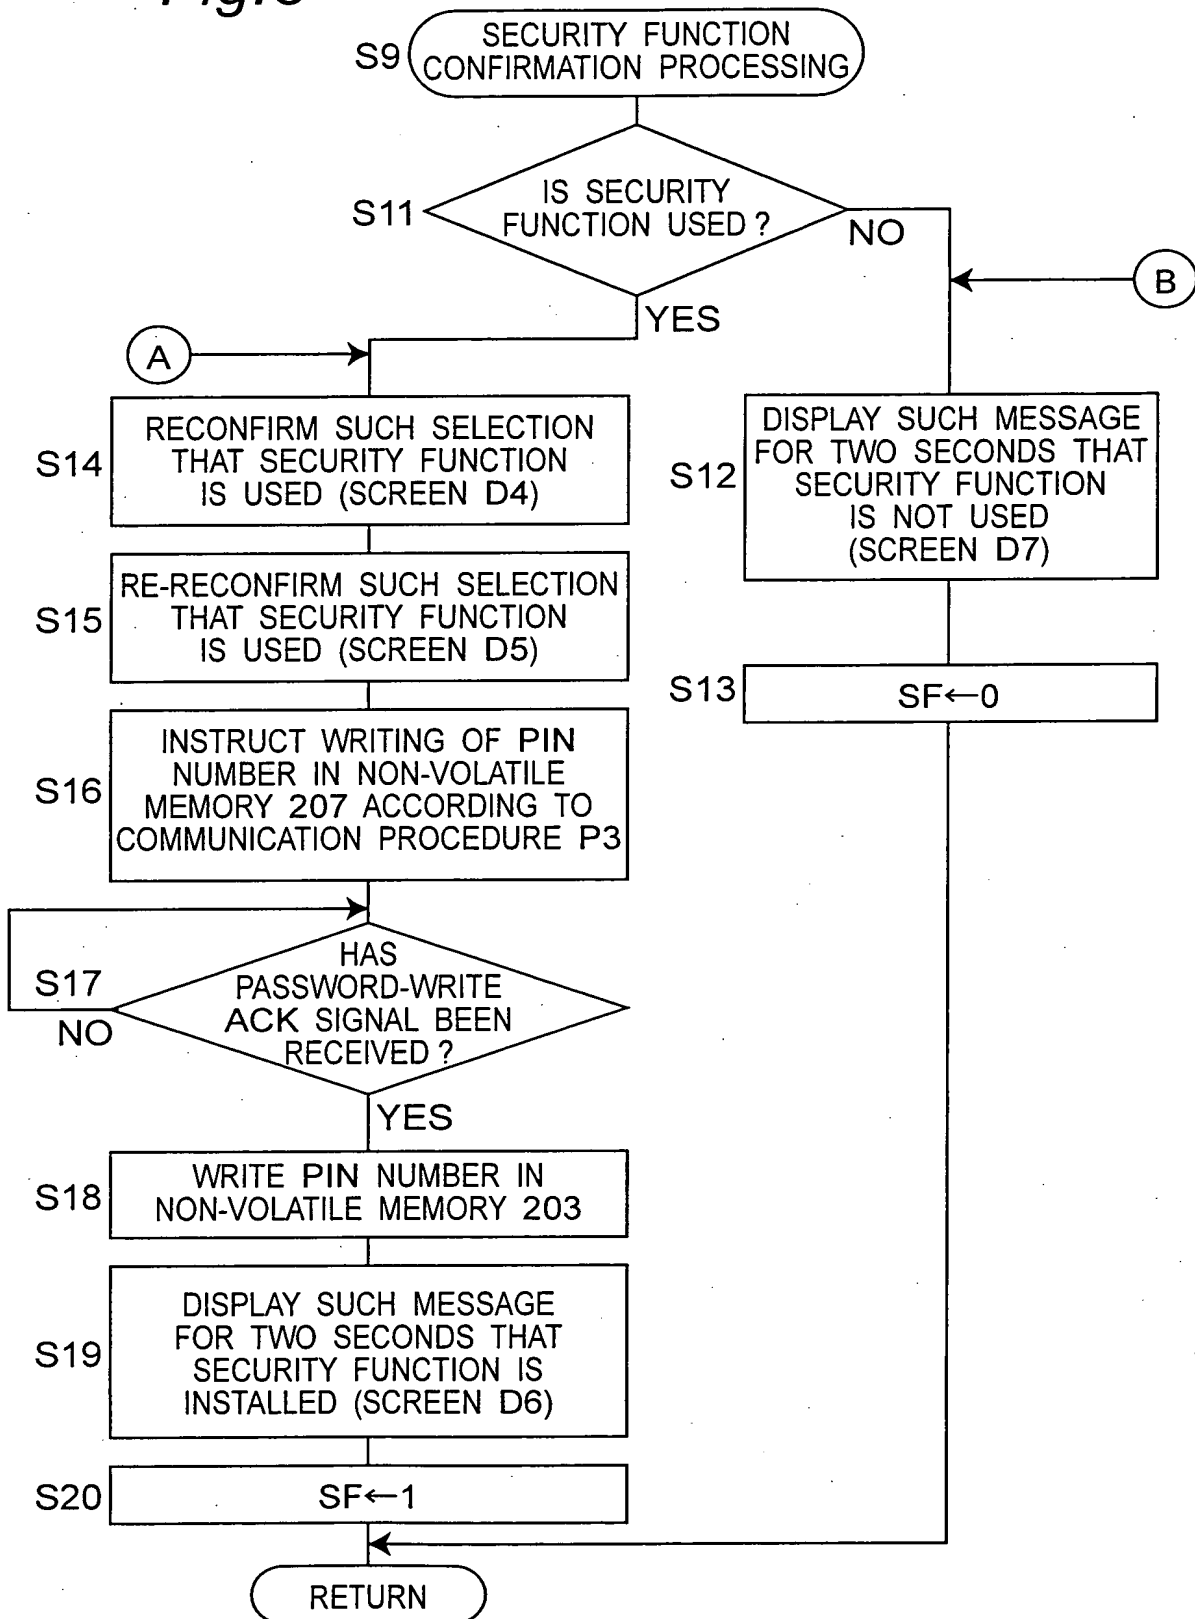 S9
SECURITY FUNCTION
CONFIRMATION PROCESSING
S11
IS SECURITY
FUNCTION USED ?
NO
B
YES
A
S14
RECONFIRM SUCH SELECTION
THAT SECURITY FUNCTION
IS USED (SCREEN D4)
S12
DISPLAY SUCH MESSAGE
FOR TWO SECONDS THAT
SECURITY FUNCTION
IS NOT USED
(SCREEN D7)
S15
RE-RECONFIRM SUCH SELECTION
THAT SECURITY FUNCTION
IS USED (SCREEN D5)
S13
SF←0
S16
INSTRUCT WRITING OF PIN
NUMBER IN NON-VOLATILE
MEMORY 207 ACCORDING TO
COMMUNICATION PROCEDURE P3
S17
NO
HAS
PASSWORD-WRITE
ACK SIGNAL BEEN
RECEIVED ?
YES
S18
WRITE PIN NUMBER IN
NON-VOLATILE MEMORY 203
S19
DISPLAY SUCH MESSAGE
FOR TWO SECONDS THAT
SECURITY FUNCTION IS
INSTALLED (SCREEN D6)
S20
SF←1
RETURN